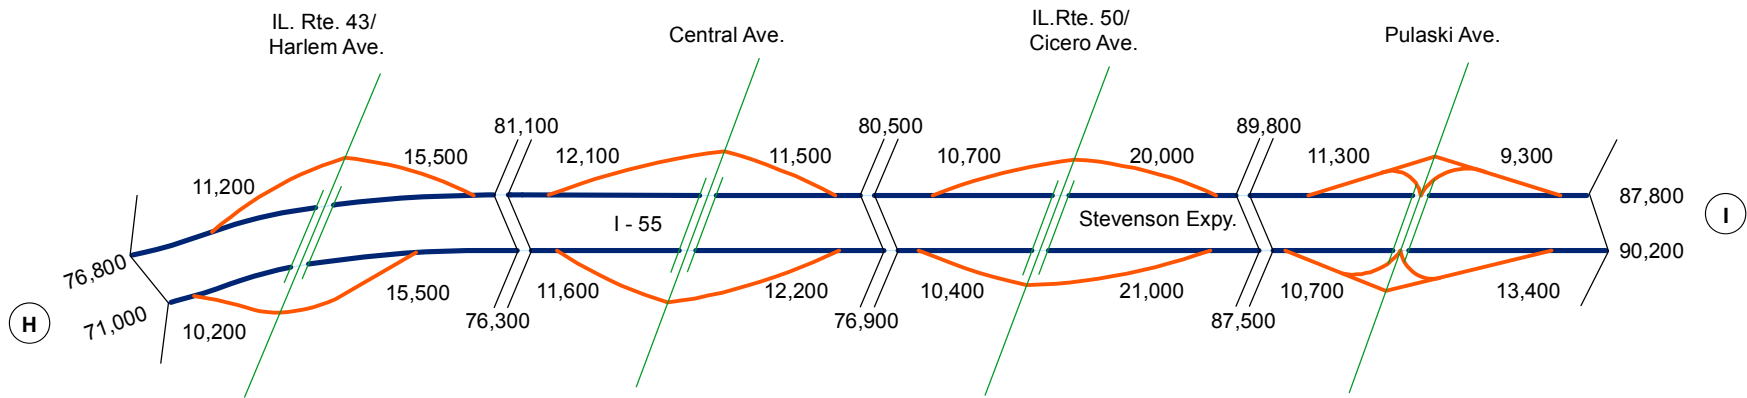 IL. Rte. 43/
Harlem Ave.
Central Ave.
IL.Rte. 50/
Cicero Ave.
Pulaski Ave.
81,100
80,500
89,800
11,200
15,500
12,100
11,500
10,700
20,000
11,300
9,300
87,800
I
I - 55
Stevenson Expy.
90,200
76,800
71,000
H
10,200
15,500
11,600
12,200
10,400
21,000
10,700
13,400
76,300
76,900
87,500